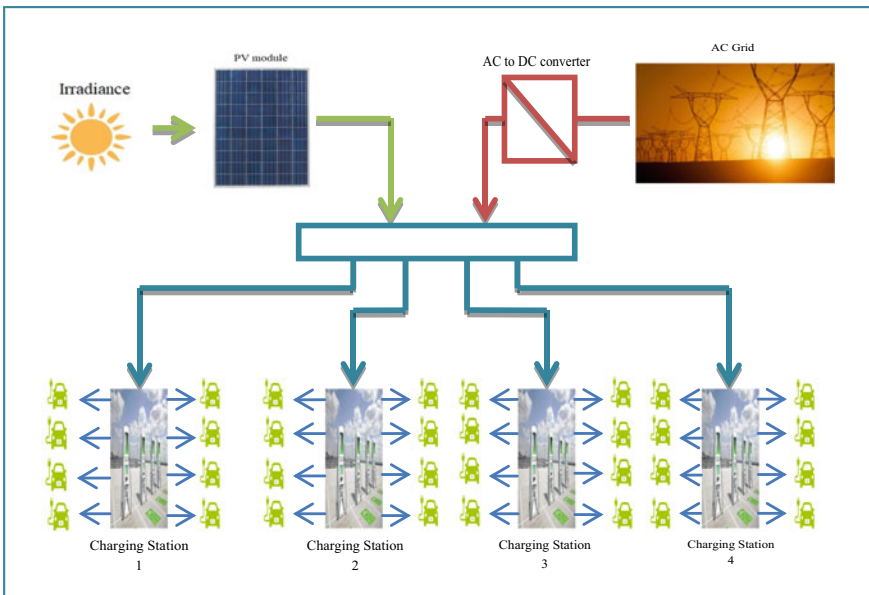 PV module
AC to DC converter
AC Grid
Irradiance
Charging Station
1
Charging Station
2
Charging Station
3
Charging Station
4